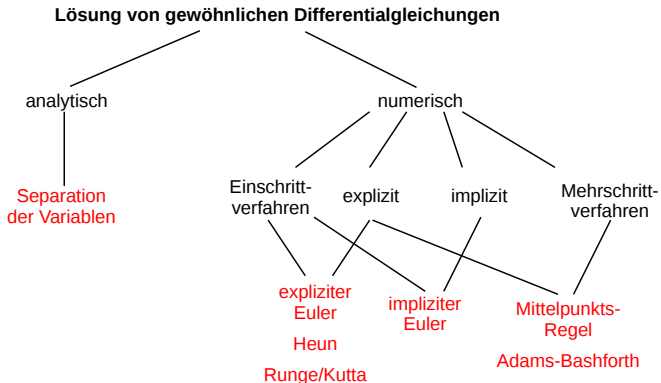 Lösung von gewöhnlichen Differentialgleichungen
analytisch
numerisch
Separation
der Variablen
Einschritt-
verfahren
explizit
implizit
Mehrschritt-
verfahren
expliziter
Euler
Heun
Runge/Kutta
impliziter
Euler
Mittelpunkts-
Regel
Adams-Bashforth